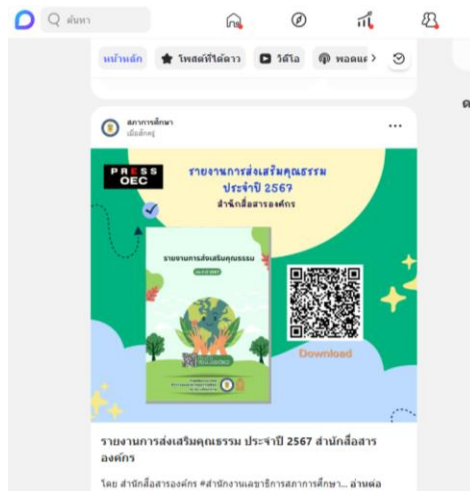 ค้นหา
หน้าหลัก
โพสต์ที่ได้ดาว
วิดีโอ
พอดแค
สภาการศึกษา
เมื่อสักครู่
PRESS
OEC
รายงานการส่งเสริมคุณธรรม
ประจำปี 2567
สำนักสื่อสารองค์กร
รายงานการส่งเสริมคุณธรรม
Download
รายงานการส่งเสริมคุณธรรม ประจำปี 2567 สำนักสื่อสาร
องค์กร
โดย สำนักสื่อสารองค์กร #สำนักงานเลขาธิการสภาการศึกษา... อ่านต่อ